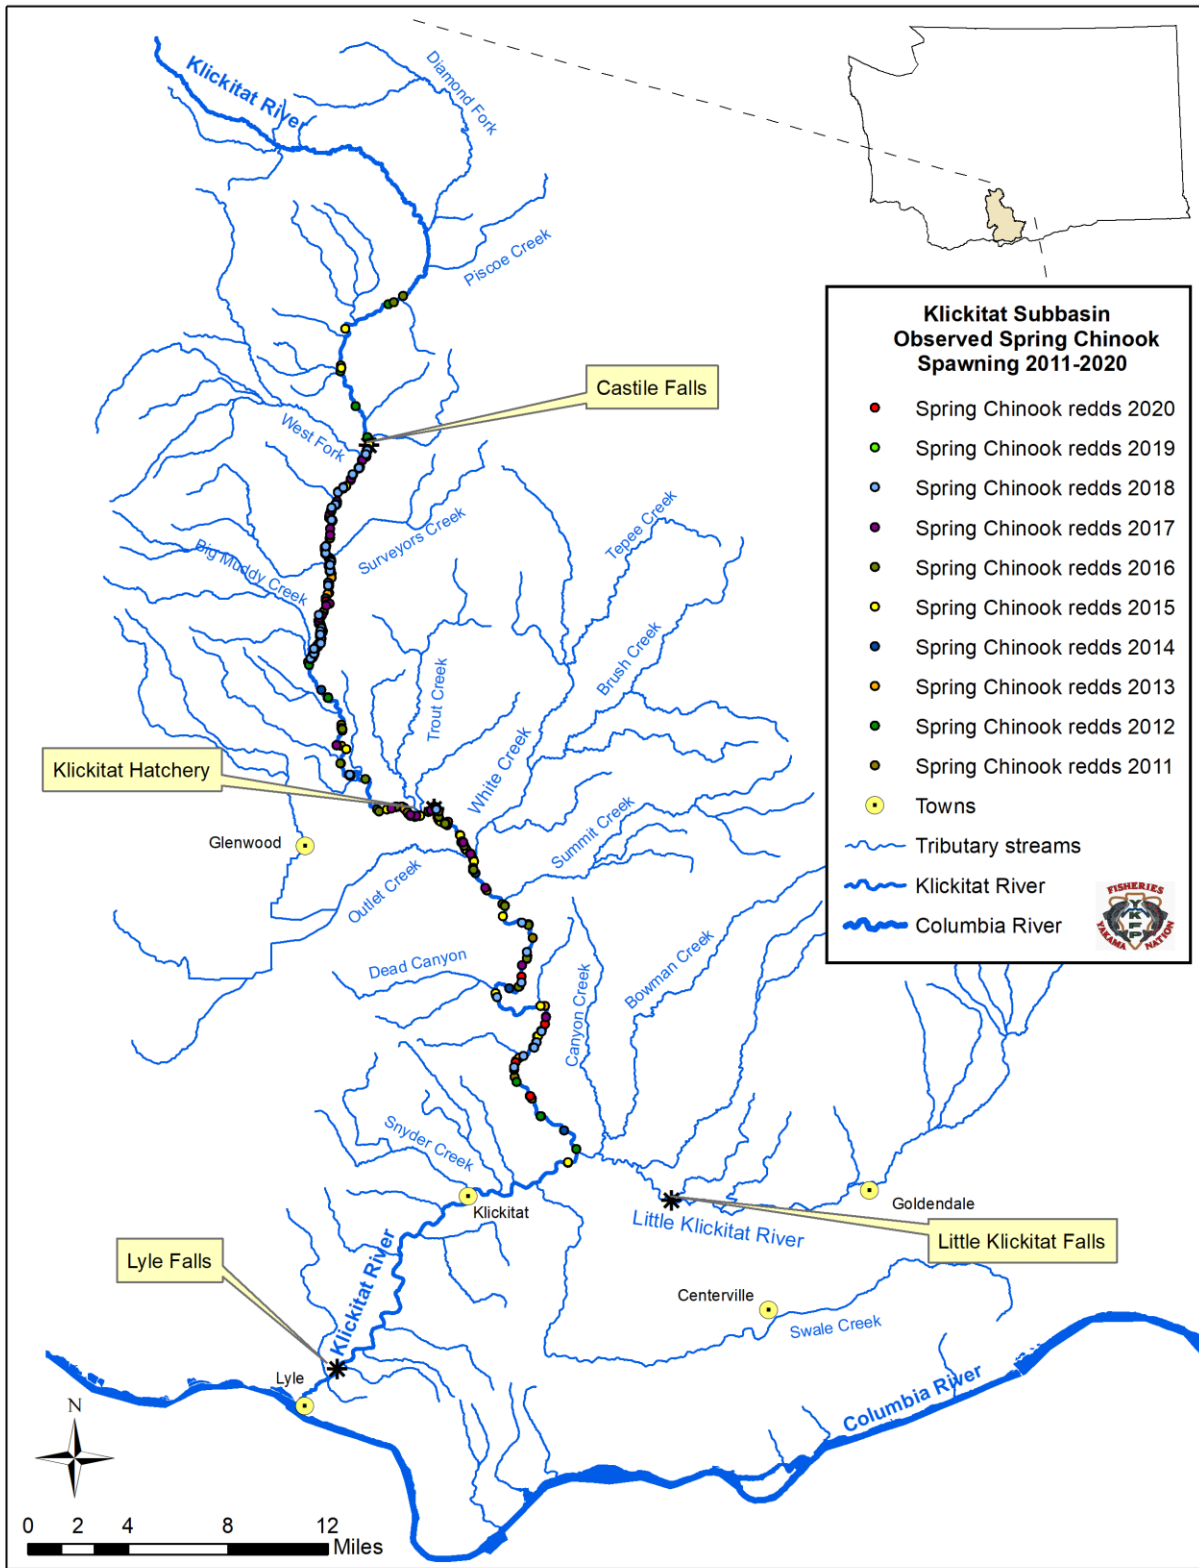 Klickitat River
Diamond Fork
Piscoe Creek
Klickitat Subbasin
Observed Spring Chinook
Spawning 2011-2020
Spring Chinook redds 2020
Spring Chinook redds 2019
Spring Chinook redds 2018
Spring Chinook redds 2017
Spring Chinook redds 2016
Spring Chinook redds 2015
Spring Chinook redds 2014
Spring Chinook redds 2013
Spring Chinook redds 2012
Spring Chinook redds 2011
Towns
Tributary streams
Klickitat River
Columbia River
FISHERIES
YKFP
YAKAMA NATION
Castile Falls
West Fork
Surveyors Creek
Big Muddy Creek
Tepee Creek
Brush Creek
Trout Creek
White Creek
Klickitat Hatchery
Summit Creek
Glenwood
Outlet Creek
Dead Canyon
Canyon Creek
Bowman Creek
Snyder Creek
Klickitat
Goldendale
Little Klickitat River
Little Klickitat Falls
Lyle Falls
Klickitat River
Centerville
Swale Creek
Lyle
Columbia River
N
0 2 4 8 12
Miles